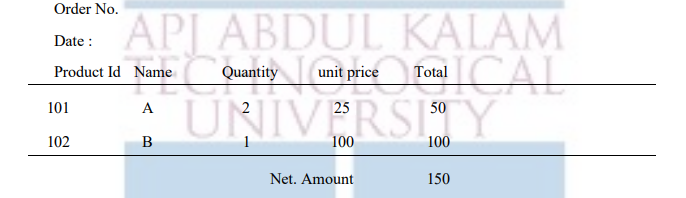 Order No.
Date :
API ABDUL KALAM
TECHNOLOGICAL
UNIVERSITY
Product Id Name Quantity unit price Total
101 A 2 25 50
102 B 1 100 100
Net. Amount 150